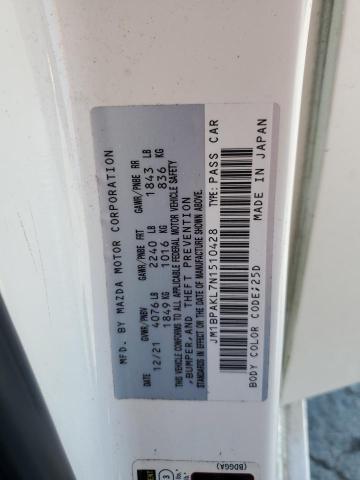 MFD. BY MAZDA MOTOR CORPORATION
12/21
GVWR/PNBV
4076 LB
1849 KG
GAWR/PNBE FRT
2240 LB
1016 KG
GAWR/PNBE RR
1843 LB
836 KG
THIS VEHICLE CONFORMS TO ALL APPLICABLE FEDERAL MOTOR VEHICLE SAFETY
,BUMPER,AND THEFT PREVENTION
STANDARDS IN EFFECT ON THE DATE OF MANUFACTURE SHOWN ABOVE.
JM1BPAKL7N1510428 TYPE: PASS CAR
BODY COLOR CODE;25D MADE IN JAPAN
(BDGGA)